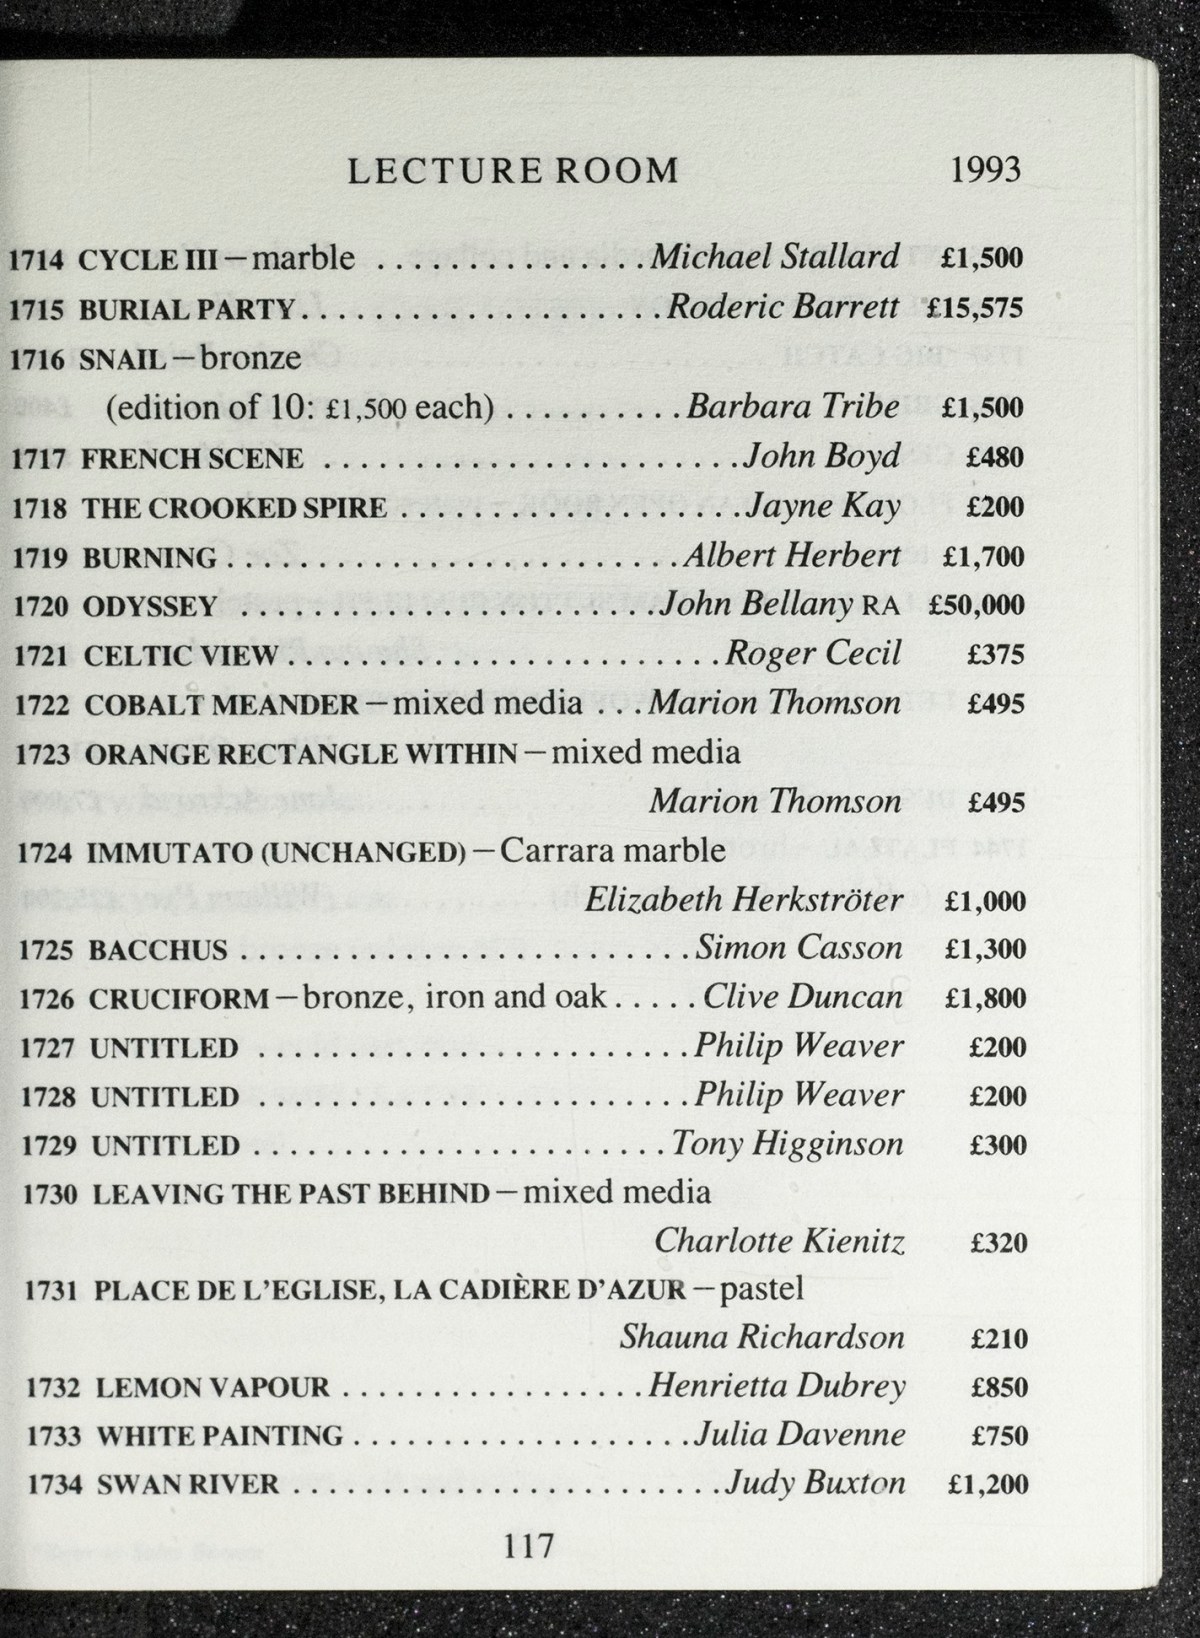 LECTURE ROOM 1993
1714 CYCLE III — marble . . . . . . . . . . . . . . . Michael Stallard £1,500
1715 BURIAL PARTY. . . . . . . . . . . . . . . . . . . . Roderic Barrett £15,575
1716 SNAIL — bronze
(edition of 10: £1,500 each) . . . . . . . . . . Barbara Tribe £1,500
1717 FRENCH SCENE . . . . . . . . . . . . . . . . . . . . . . . John Boyd £480
1718 THE CROOKED SPIRE . . . . . . . . . . . . . . . . . . . Jayne Kay £200
1719 BURNING . . . . . . . . . . . . . . . . . . . . . . . . . Albert Herbert £1,700
1720 ODYSSEY . . . . . . . . . . . . . . . . . . . . . . . John Bellany RA £50,000
1721 CELTIC VIEW . . . . . . . . . . . . . . . . . . . . . . . . Roger Cecil £375
1722 COBALT MEANDER — mixed media . . . Marion Thomson £495
1723 ORANGE RECTANGLE WITHIN — mixed media
Marion Thomson £495
1724 IMMUTATO (UNCHANGED) — Carrara marble
Elizabeth Herkströter £1,000
1725 BACCHUS . . . . . . . . . . . . . . . . . . . . . . . . . Simon Casson £1,300
1726 CRUCIFORM — bronze, iron and oak . . . . . Clive Duncan £1,800
1727 UNTITLED . . . . . . . . . . . . . . . . . . . . . . . . Philip Weaver £200
1728 UNTITLED . . . . . . . . . . . . . . . . . . . . . . . . Philip Weaver £200
1729 UNTITLED . . . . . . . . . . . . . . . . . . . . . . . Tony Higginson £300
1730 LEAVING THE PAST BEHIND — mixed media
Charlotte Kienitz £320
1731 PLACE DE L'EGLISE, LA CADIÈRE D'AZUR — pastel
Shauna Richardson £210
1732 LEMON VAPOUR . . . . . . . . . . . . . . . . . Henrietta Dubrey £850
1733 WHITE PAINTING . . . . . . . . . . . . . . . . . . . Julia Davenne £750
1734 SWAN RIVER . . . . . . . . . . . . . . . . . . . . . . . . Judy Buxton £1,200
117